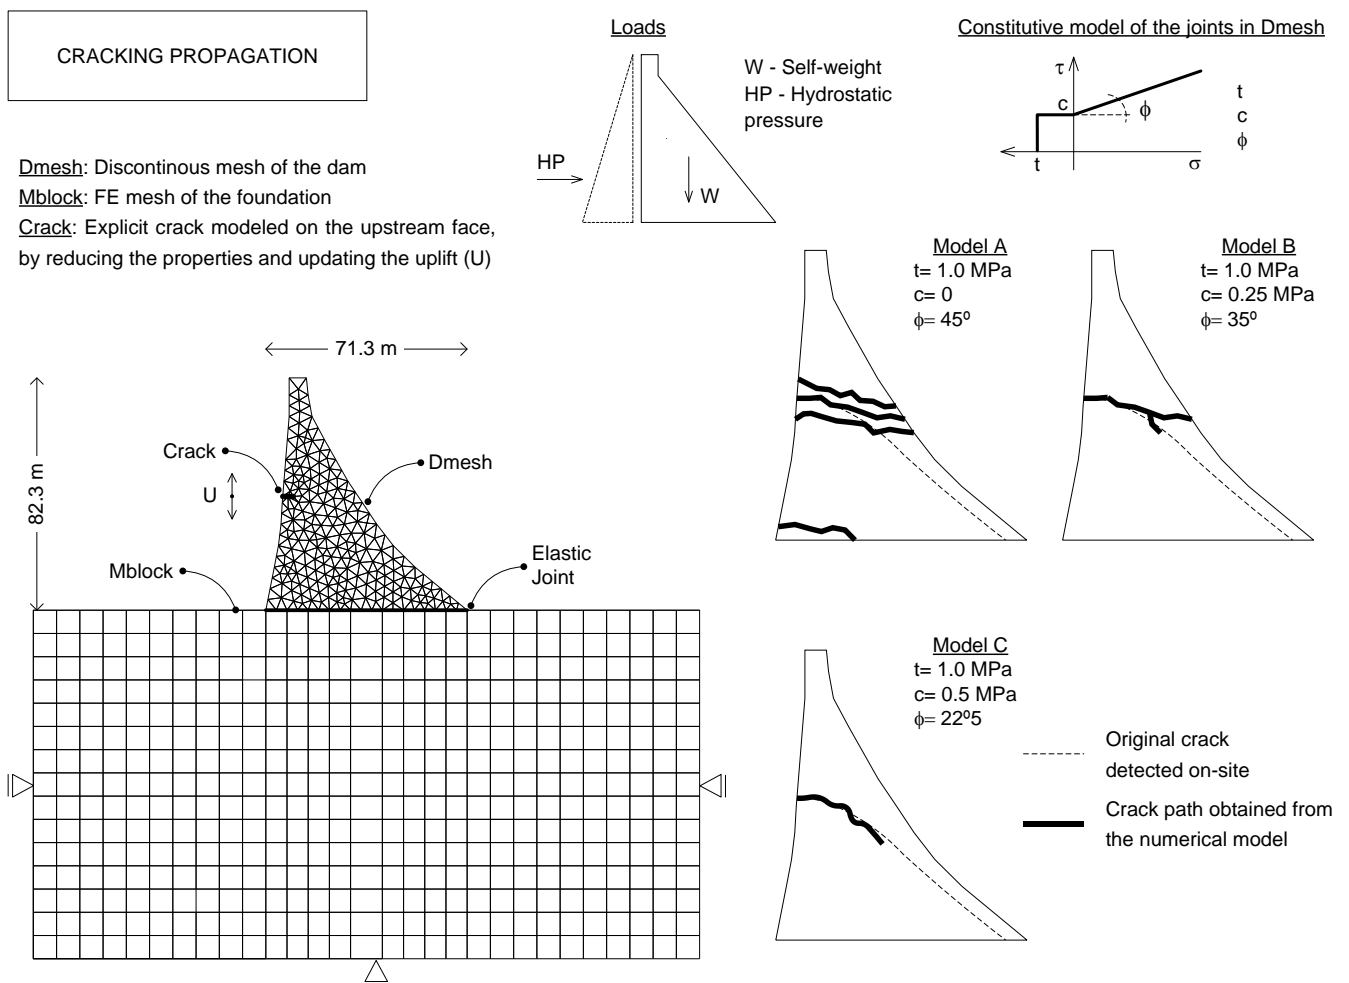 CRACKING PROPAGATION
Dmesh: Discontinous mesh of the dam
Mblock: FE mesh of the foundation
Crack: Explicit crack modeled on the upstream face,
by reducing the properties and updating the uplift (U)
Loads
W - Self-weight
HP - Hydrostatic
pressure
HP
W
Constitutive model of the joints in Dmesh
τ
c
ϕ
t
σ
t
c
ϕ
Model A
t= 1.0 MPa
c= 0
ϕ= 45º
Model B
t= 1.0 MPa
c= 0.25 MPa
ϕ= 35º
71.3 m
82.3 m
Crack
U
Dmesh
Mblock
Elastic
Joint
Model C
t= 1.0 MPa
c= 0.5 MPa
ϕ= 22º5
Original crack
detected on-site
Crack path obtained from
the numerical model